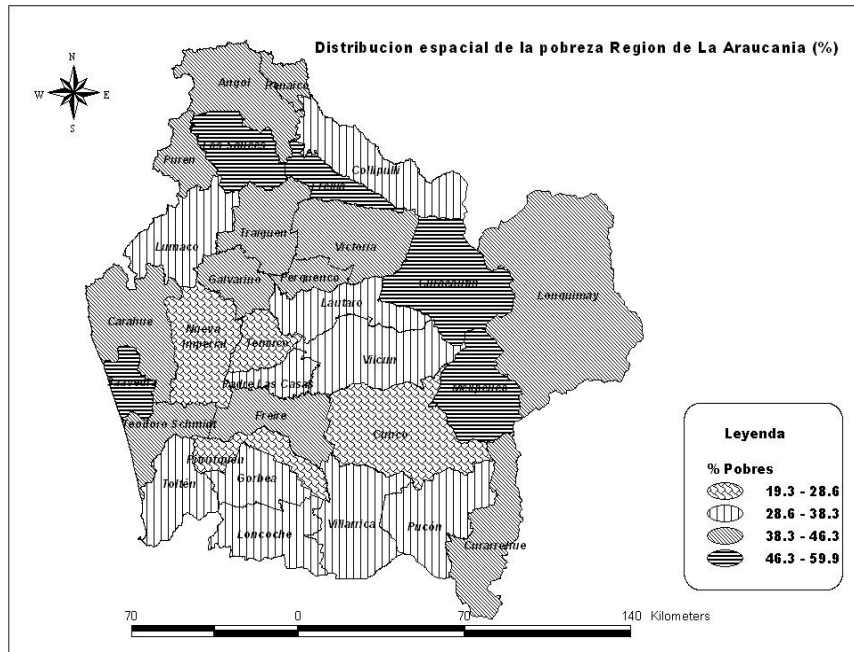 Distribucion espacial de la pobreza Region de La Araucania (%)
N
W E
S
Angol
Renaico
Los Sauces
Puren
Ercilla
Collipulli
Lumaco
Traiguen
Victoria
Curacautin
Lonquimay
Galvarino
Perquenco
Lautaro
Carahue
Nueva
Imperial
Temuco
Vilcun
Saavedra
Padre Las Casas
Melipeuco
Teodoro Schmidt
Freire
Cunco
Pitrufquen
Toltén
Gorbea
Loncoche
Villarrica
Pucón
Curarrehue
Leyenda
% Pobres
19.3 - 28.6
28.6 - 38.3
38.3 - 46.3
46.3 - 59.9
70 0 70 140 Kilometers